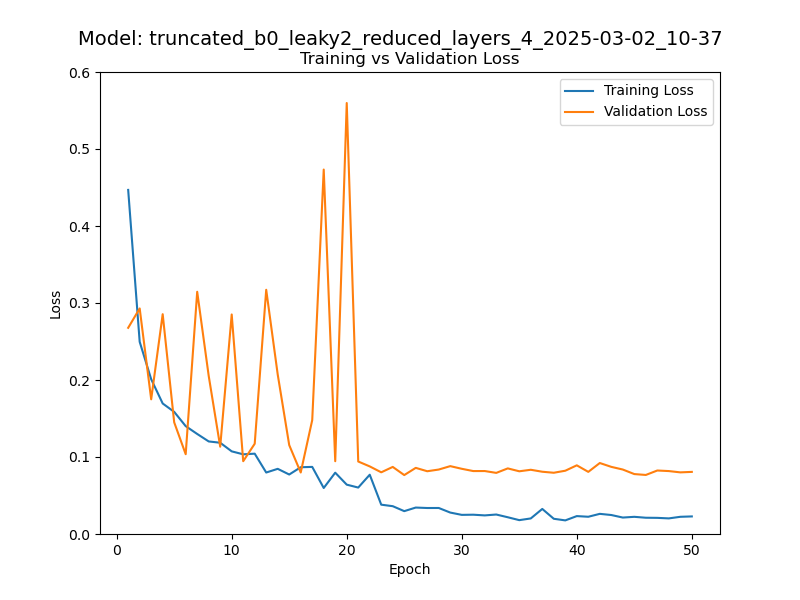 Model: truncated_b0_leaky2_reduced_layers_4_2025-03-02_10-37
Training vs Validation Loss
Training Loss
Validation Loss
Loss
0.6
0.5
0.4
0.3
0.2
0.1
0.0
0 10 20 30 40 50
Epoch